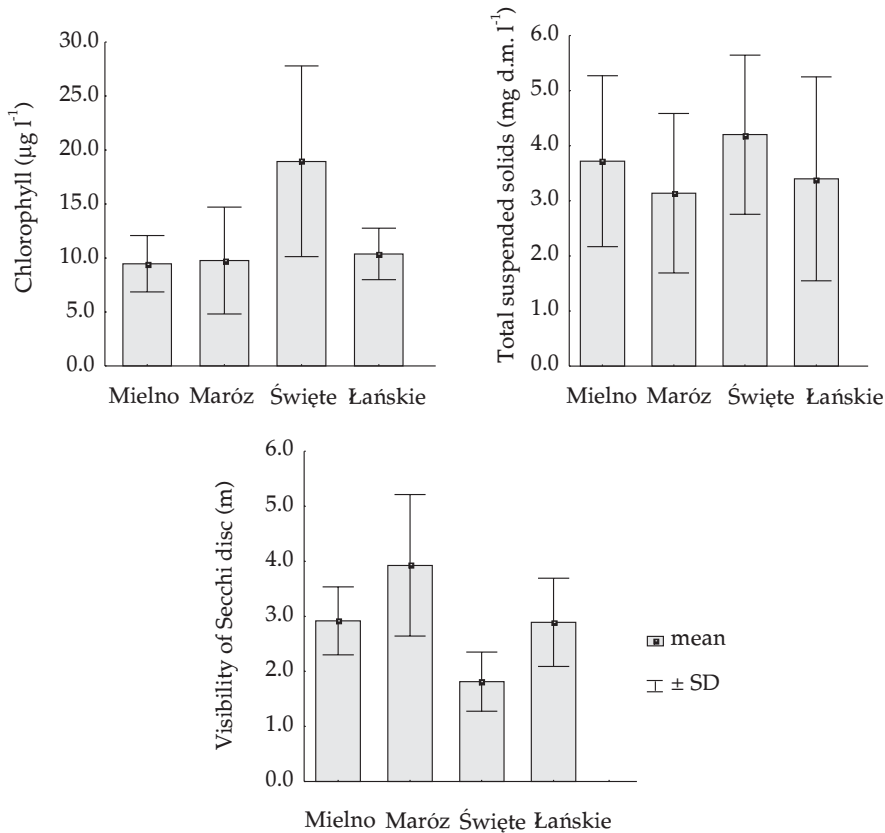 Chlorophyll (µg l⁻¹)
30.0
25.0
20.0
15.0
10.0
5.0
0.0
Mielno Maróz Święte Łańskie
Total suspended solids (mg d.m. l⁻¹)
6.0
5.0
4.0
3.0
2.0
1.0
0.0
Mielno Maróz Święte Łańskie
Visibility of Secchi disc (m)
6.0
5.0
4.0
3.0
2.0
1.0
0.0
Mielno Maróz Święte Łańskie
mean
± SD